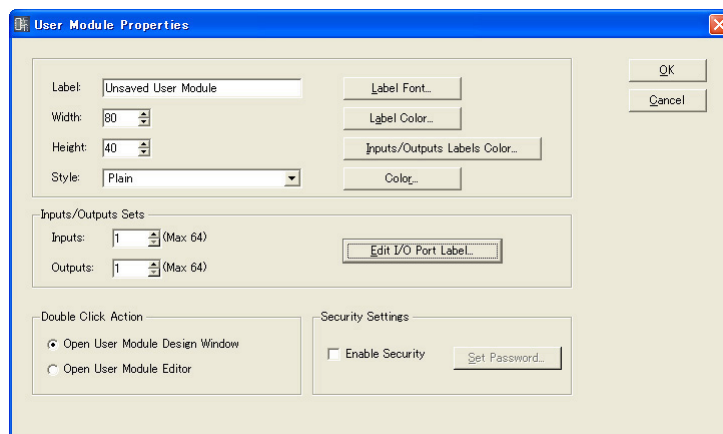 User Module Properties
Label: Unsaved User Module Label Font... OK
Width: 80 Label Color... Cancel
Height: 40 Inputs/Outputs Labels Color...
Style: Plain Color...
Inputs/Outputs Sets
Inputs: 1 (Max 64)
Edit I/O Port Label...
Outputs: 1 (Max 64)
Double Click Action Security Settings
Open User Module Design Window
Enable Security Set Password...
Open User Module Editor